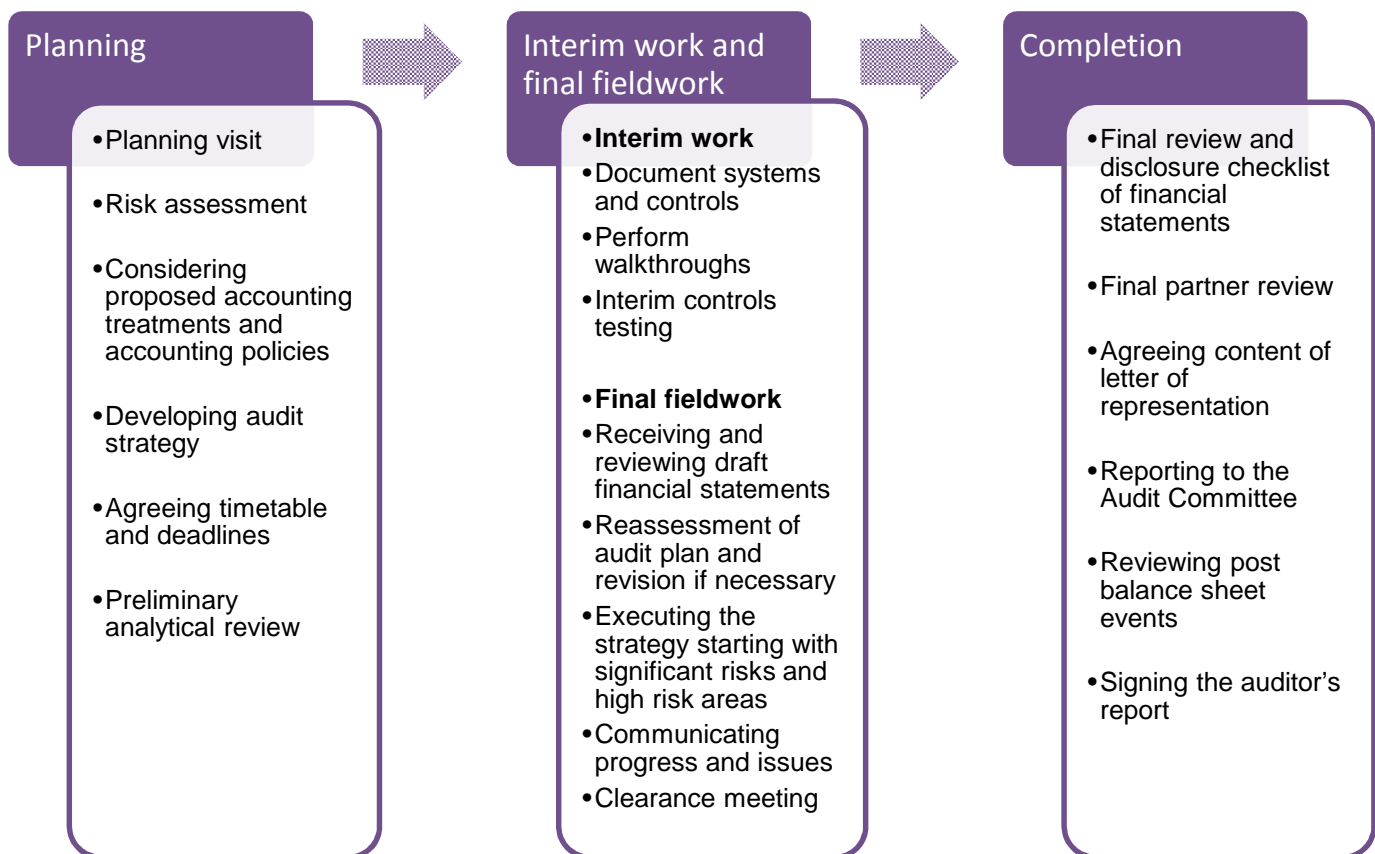 Planning
•Planning visit
•Risk assessment
•Considering
proposed accounting
treatments and
accounting policies
•Developing audit
strategy
•Agreeing timetable
and deadlines
•Preliminary
analytical review
Interim work and
final fieldwork
•Interim work
•Document systems
and controls
•Perform
walkthroughs
•Interim controls
testing
•Final fieldwork
•Receiving and
reviewing draft
financial statements
•Reassessment of
audit plan and
revision if necessary
•Executing the
strategy starting with
significant risks and
high risk areas
•Communicating
progress and issues
•Clearance meeting
Completion
•Final review and
disclosure checklist
of financial
statements
•Final partner review
•Agreeing content of
letter of
representation
•Reporting to the
Audit Committee
•Reviewing post
balance sheet
events
•Signing the auditor’s
report